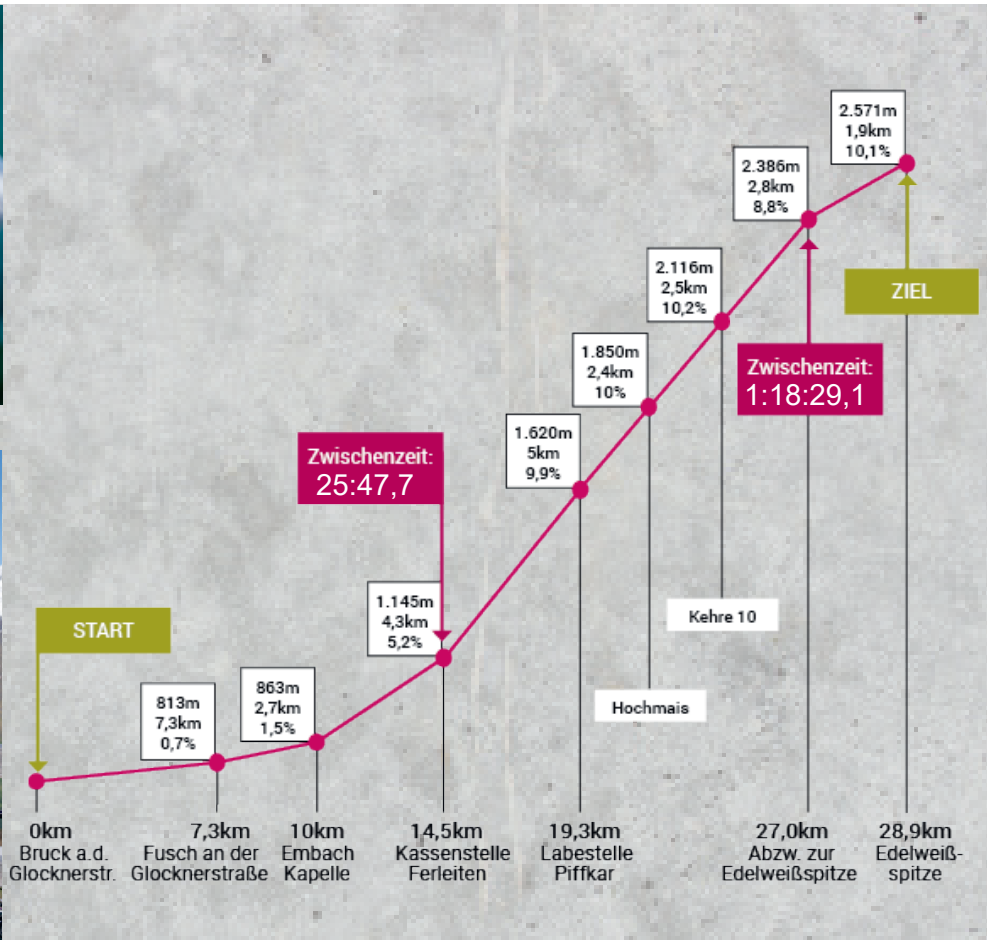 2.571m
1,9km
10,1%
2.386m
2,8km
8,8%
2.116m
2,5km
10,2%
ZIEL
1.850m
2,4km
10%
Zwischenzeit:
1:18:29,1
1.620m
5km
9,9%
Zwischenzeit:
25:47,7
1.145m
4,3km
5,2%
START
Kehre 10
863m
2,7km
1,5%
813m
7,3km
0,7%
Hochmais
0km
Bruck a.d.
Glocknerstr.
7,3km
Fusch an der
Glocknerstraße
10km
Embach
Kapelle
14,5km
Kassenstelle
Ferleiten
19,3km
Labestelle
Piffkar
27,0km
Abzw. zur
Edelweißspitze
28,9km
Edelweiß-
spitze